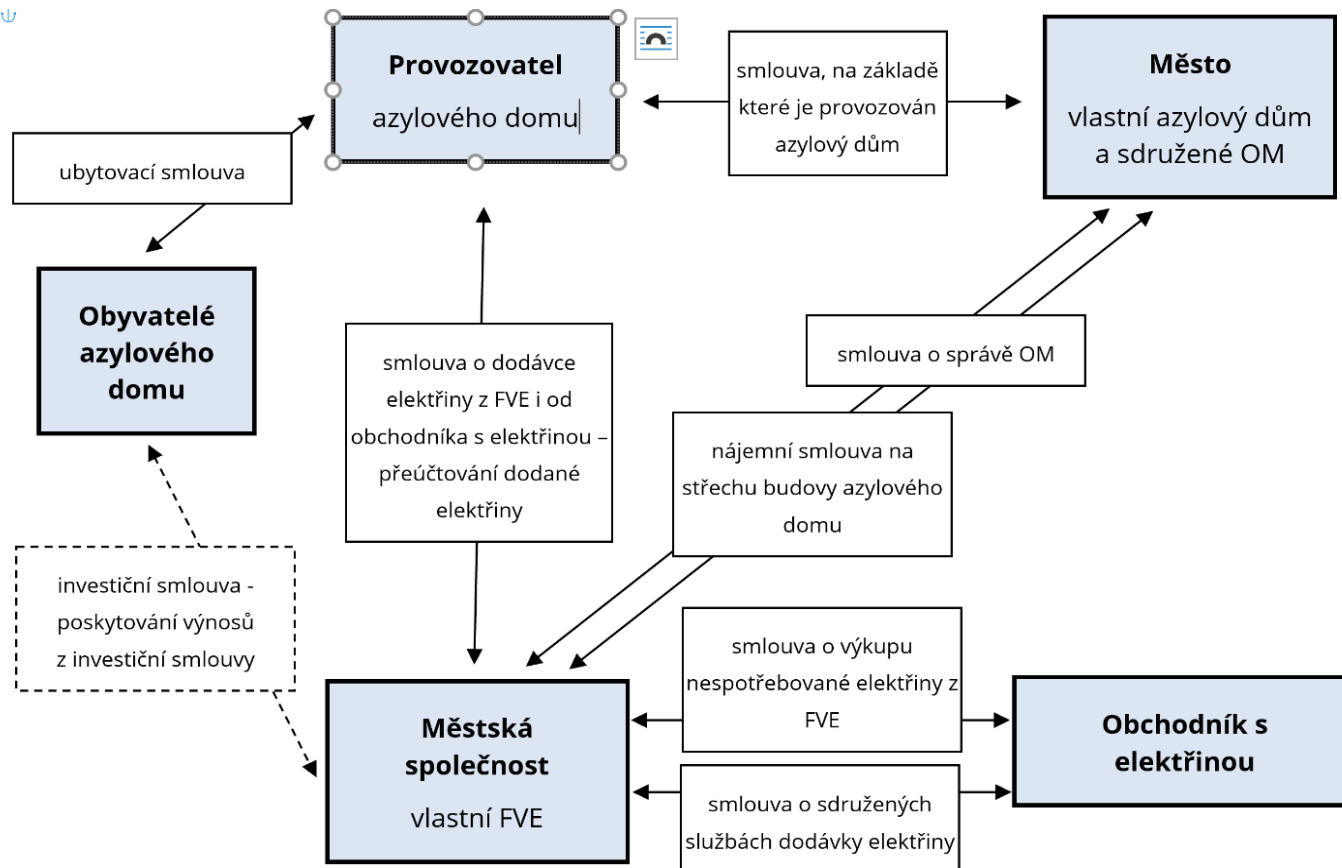 Provozovatel
azylového domu
smlouva, na základě
které je provozován
azylový dům
Město
vlastní azylový dům
a sdružené OM
ubytovací smlouva
Obyvatelé
azylového
domu
smlouva o dodávce
elektřiny z FVE i od
obchodníka s elektřinou –
přeúčtování dodané
elektřiny
smlouva o správě OM
nájemní smlouva na
střechu budovy azylového
domu
investiční smlouva -
poskytování výnosů
z investiční smlouvy
smlouva o výkupu
nespotřebované elektřiny z
FVE
Městská
společnost
vlastní FVE
Obchodník s
elektřinou
smlouva o sdružených
službách dodávky elektřiny